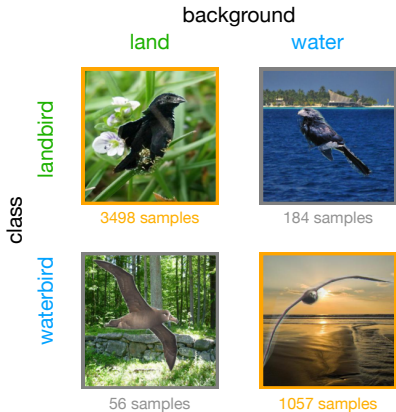 background
land
water
class
landbird
3498 samples
184 samples
waterbird
56 samples
1057 samples